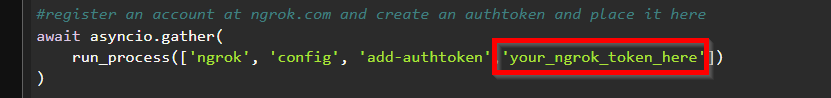 #register an account at ngrok.com and create an authtoken and place it here
await asyncio.gather(
run_process(['ngrok', 'config', 'add-authtoken','your_ngrok_token_here'])
)